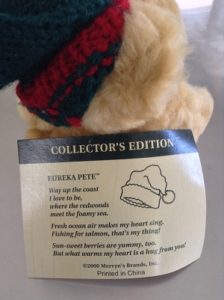 COLLECTOR'S EDITION
EUREKA PETE™
Way up the coast
I love to be,
where the redwoods
meet the foamy sea.
Fresh ocean air makes my heart sing.
Fishing for salmon, that's my thing!
Sun-sweet berries are yummy, too.
But what warms my heart is a hug from you!
©2000 Mervyn's Brands, Inc.
Printed in China